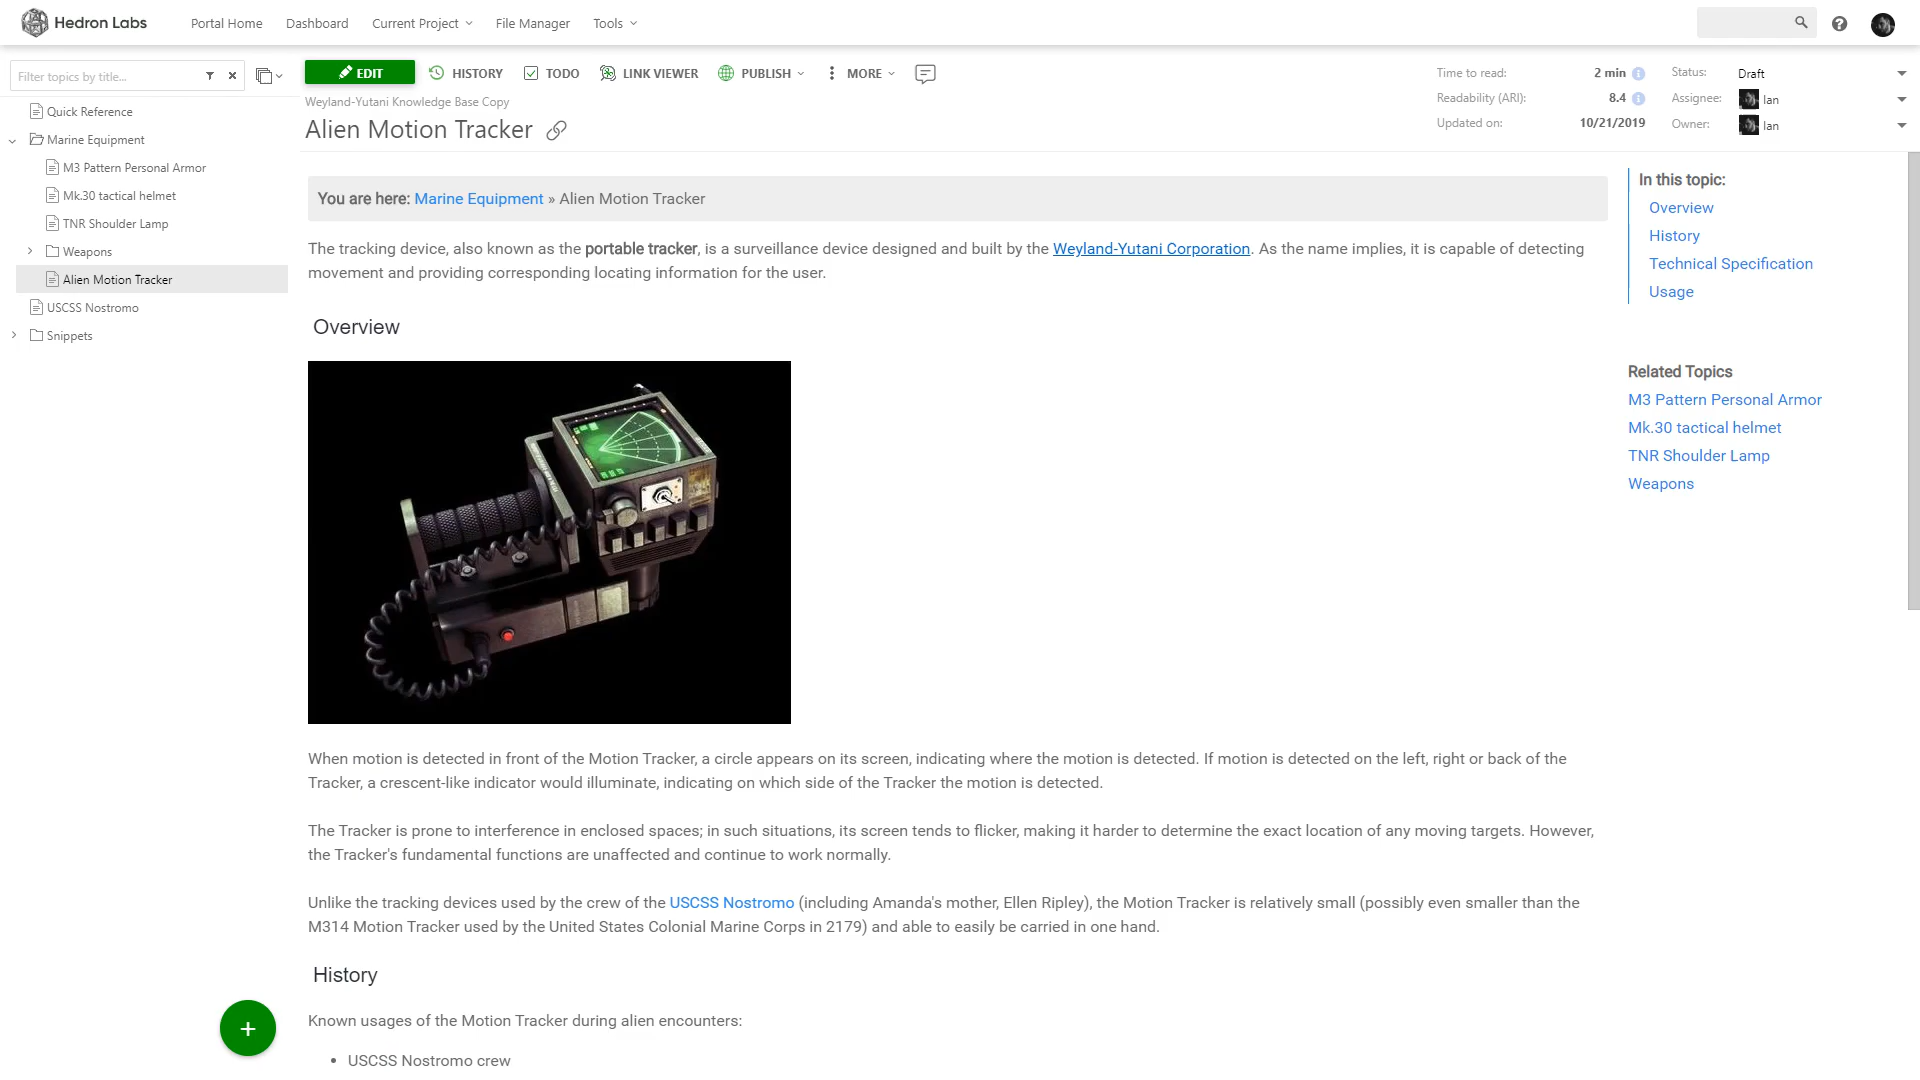 Hedron Labs
Portal Home
Dashboard
Current Project
File Manager
Tools
Filter topics by title...
EDIT
HISTORY
TODO
LINK VIEWER
PUBLISH
MORE
Time to read:
2 min
Status:
Draft
Readability (ARI):
8.4
Assignee:
Ian
Updated on:
10/21/2019
Owner:
Ian
Quick Reference
Marine Equipment
M3 Pattern Personal Armor
Mk.30 tactical helmet
TNR Shoulder Lamp
Weapons
Alien Motion Tracker
USCSS Nostromo
Snippets
Weyland-Yutani Knowledge Base Copy
Alien Motion Tracker
You are here: Marine Equipment » Alien Motion Tracker
The tracking device, also known as the portable tracker, is a surveillance device designed and built by the Weyland-Yutani Corporation. As the name implies, it is capable of detecting
movement and providing corresponding locating information for the user.
Overview
When motion is detected in front of the Motion Tracker, a circle appears on its screen, indicating where the motion is detected. If motion is detected on the left, right or back of the
Tracker, a crescent-like indicator would illuminate, indicating on which side of the Tracker the motion is detected.
The Tracker is prone to interference in enclosed spaces; in such situations, its screen tends to flicker, making it harder to determine the exact location of any moving targets. However,
the Tracker's fundamental functions are unaffected and continue to work normally.
Unlike the tracking devices used by the crew of the USCSS Nostromo (including Amanda's mother, Ellen Ripley), the Motion Tracker is relatively small (possibly even smaller than the
M314 Motion Tracker used by the United States Colonial Marine Corps in 2179) and able to easily be carried in one hand.
History
Known usages of the Motion Tracker during alien encounters:
• USCSS Nostromo crew
In this topic:
Overview
History
Technical Specification
Usage
Related Topics
M3 Pattern Personal Armor
Mk.30 tactical helmet
TNR Shoulder Lamp
Weapons